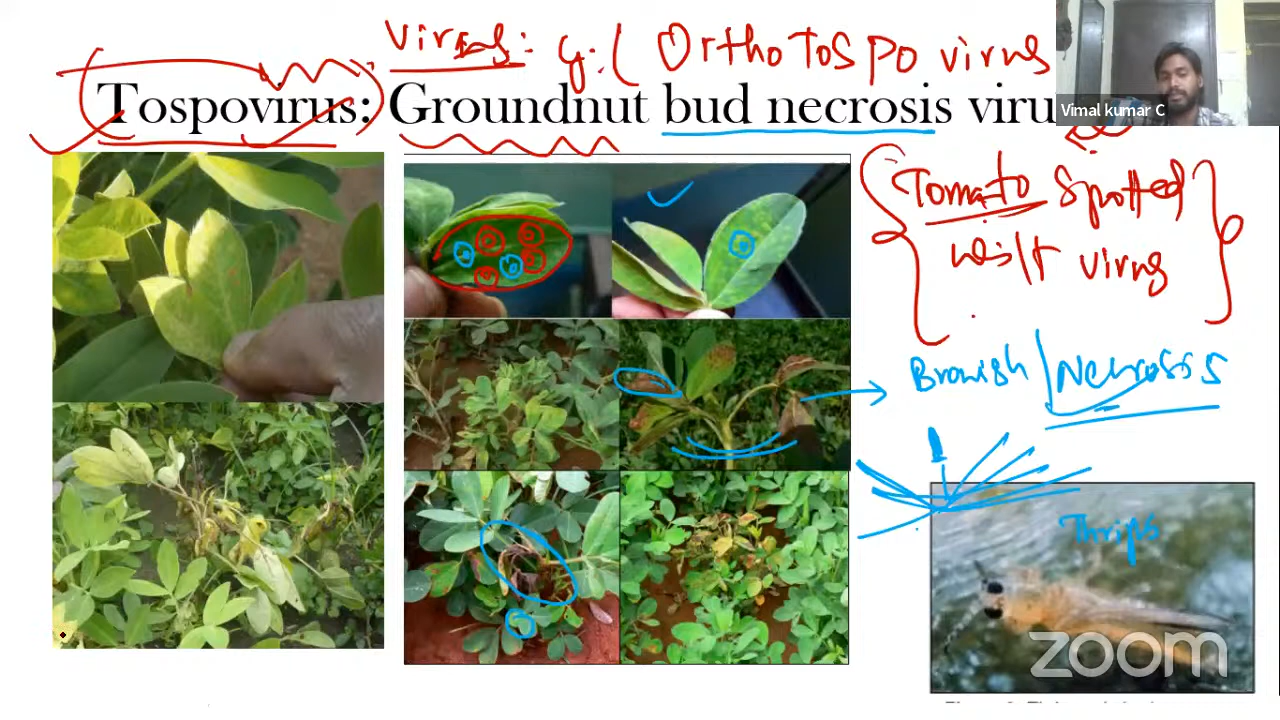 Virus: g:( Orthotospo virus
Tospovirus: Groundnut bud necrosis viru
Vimal kumar C
Tomato Spotted
wilt virus
Brownish / Necrosis
Thrips
zoom